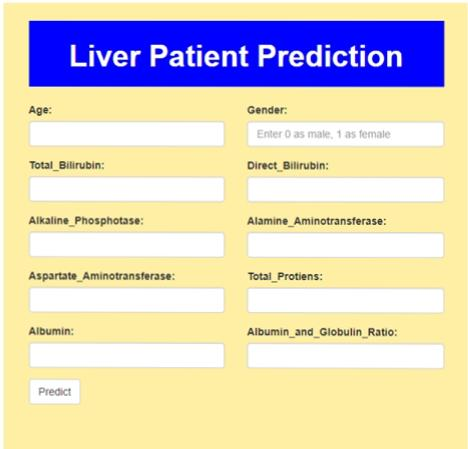 Liver Patient Prediction
Age:
Gender:
Enter 0 as male, 1 as female
Total_Bilirubin:
Direct_Bilirubin:
Alkaline_Phosphotase:
Alamine_Aminotransferase:
Aspartate_Aminotransferase:
Total_Protiens:
Albumin:
Albumin_and_Globulin_Ratio:
Predict